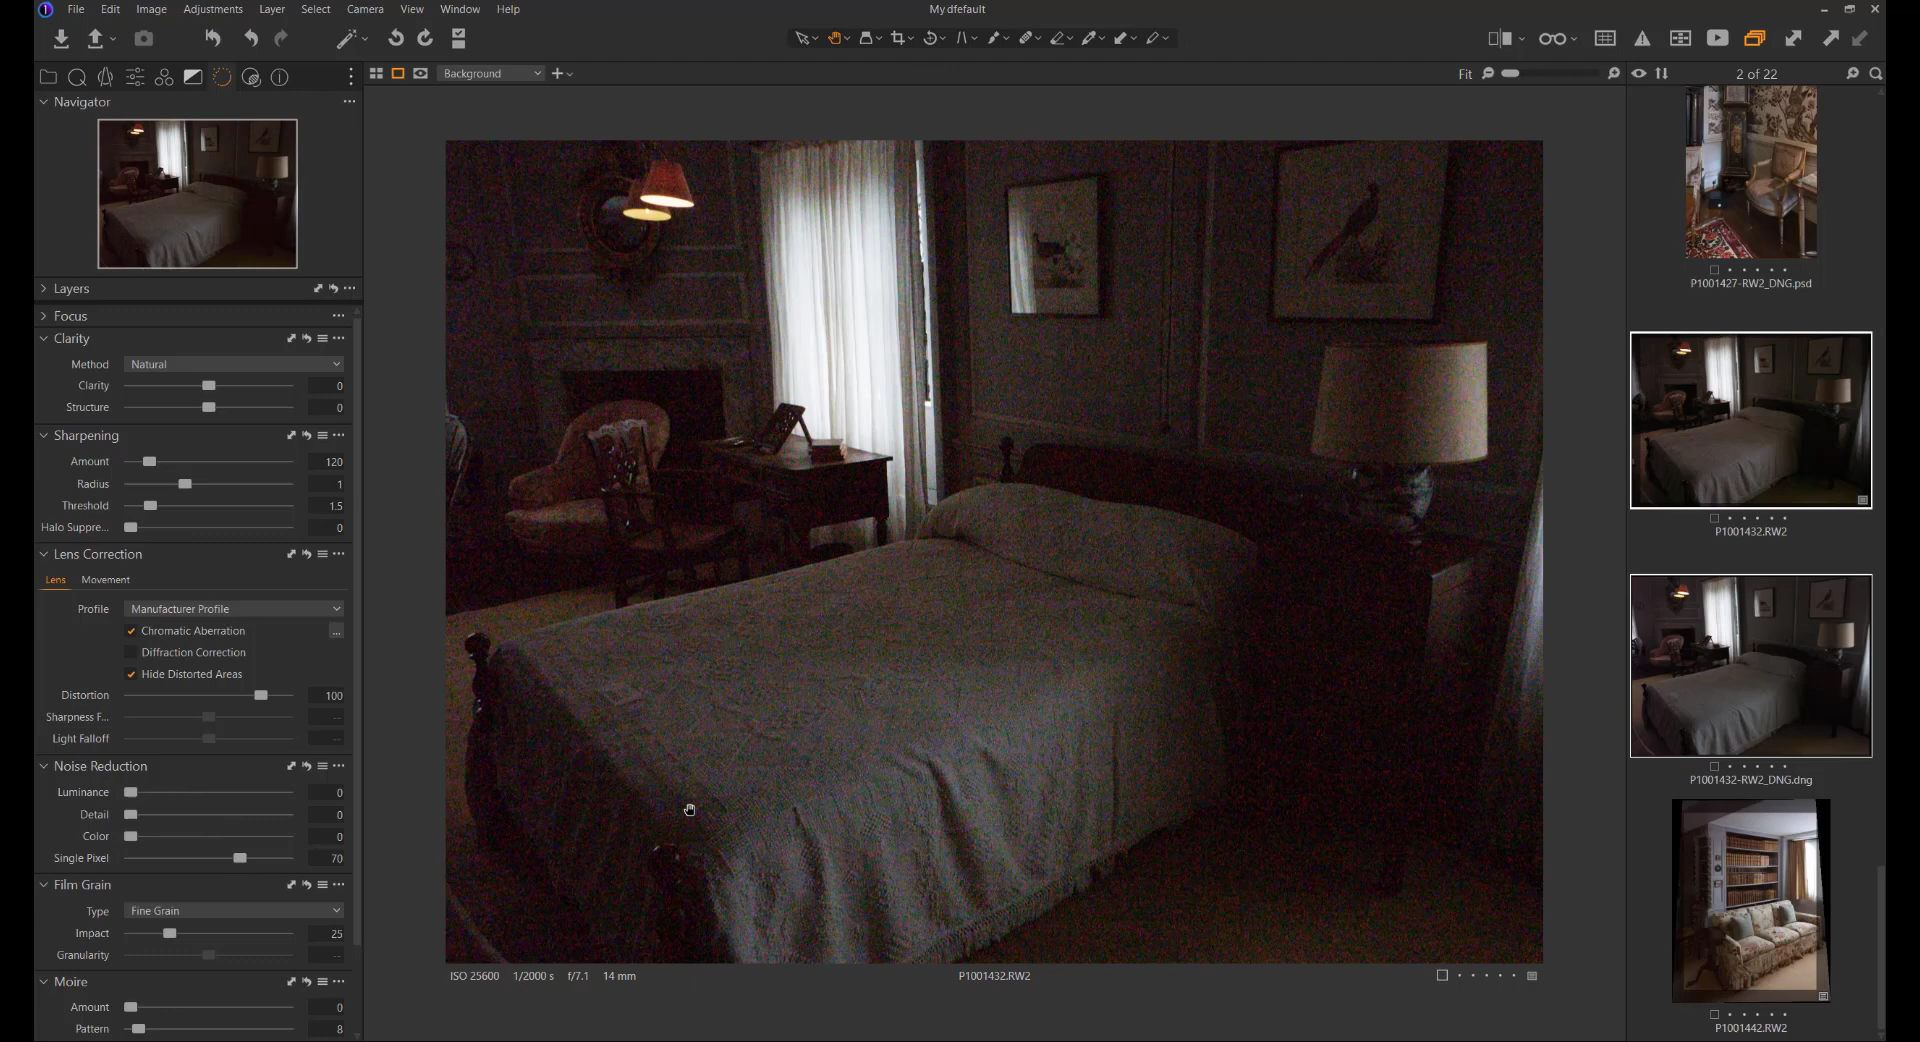 File Edit Image Adjustments Layer Select Camera View Window Help
My dfefault
Background
Fit
2 of 22
Navigator
Layers
Focus
Clarity
Method Natural
Clarity 0
Structure 0
Sharpening
Amount 120
Radius 1
Threshold 1.5
Halo Suppre... 0
Lens Correction
Lens Movement
Profile Manufacturer Profile
Chromatic Aberration ...
Diffraction Correction
Hide Distorted Areas
Distortion 100
Sharpness F... --
Light Falloff --
Noise Reduction
Luminance 0
Detail 0
Color 0
Single Pixel 70
Film Grain
Type Fine Grain
Impact 25
Granularity --
Moire
Amount 0
Pattern 8
ISO 25600 1/2000 s f/7.1 14 mm
P1001432.RW2
P1001427-RW2_DNG.psd
P1001432.RW2
P1001432-RW2_DNG.dng
P1001442.RW2